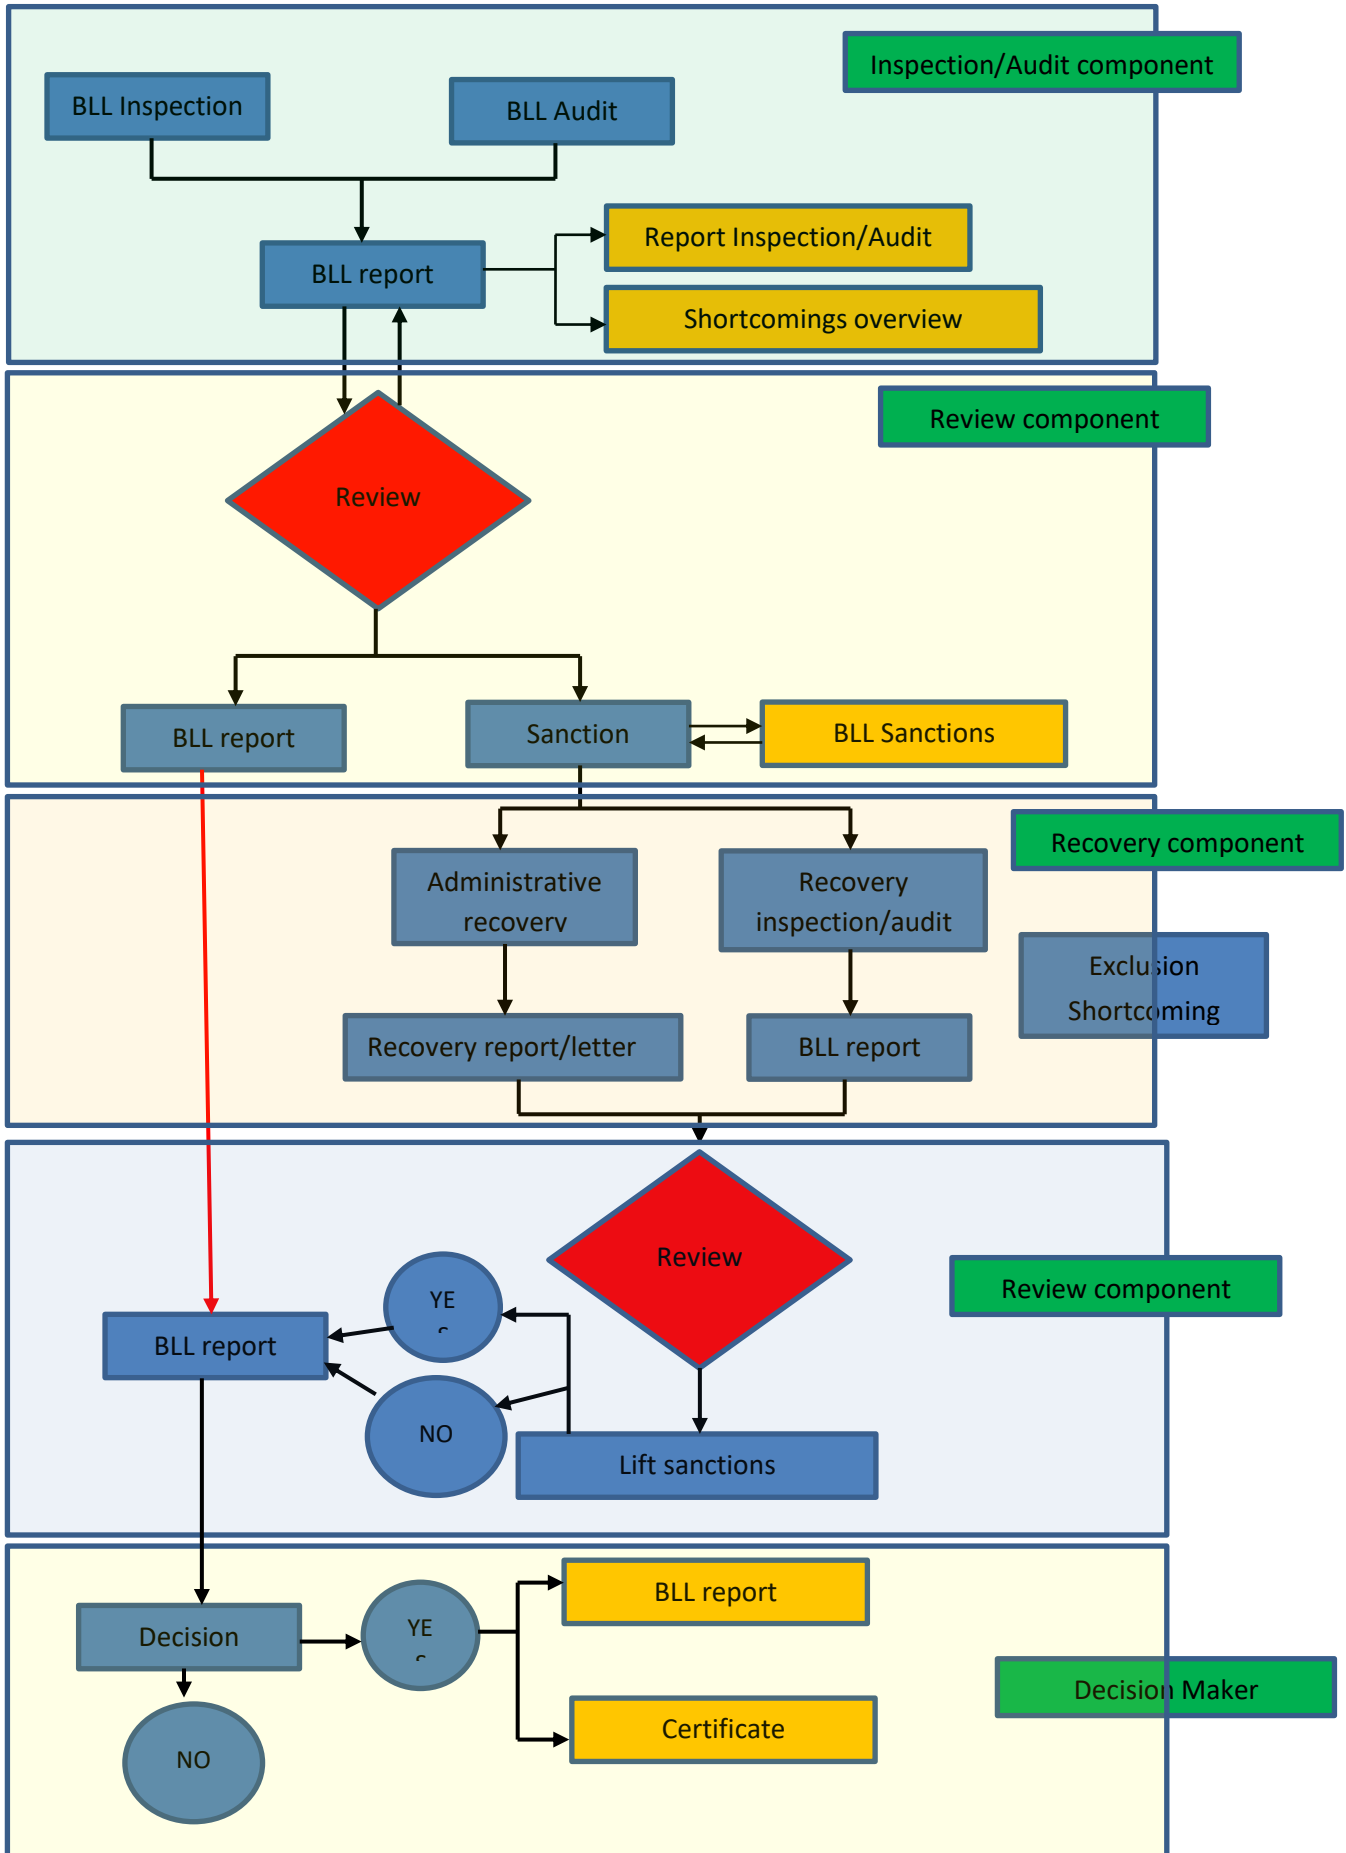 Inspection/Audit component
BLL Inspection
BLL Audit
Report Inspection/Audit
BLL report
Shortcomings overview
Review component
Review
BLL report
Sanction
BLL Sanctions
Recovery component
Administrative
recovery
Recovery
inspection/audit
Exclusion
Shortcoming
Recovery report/letter
BLL report
Review
Review component
YE
S
BLL report
NO
Lift sanctions
BLL report
Decision
YE
S
Decision Maker
Certificate
NO